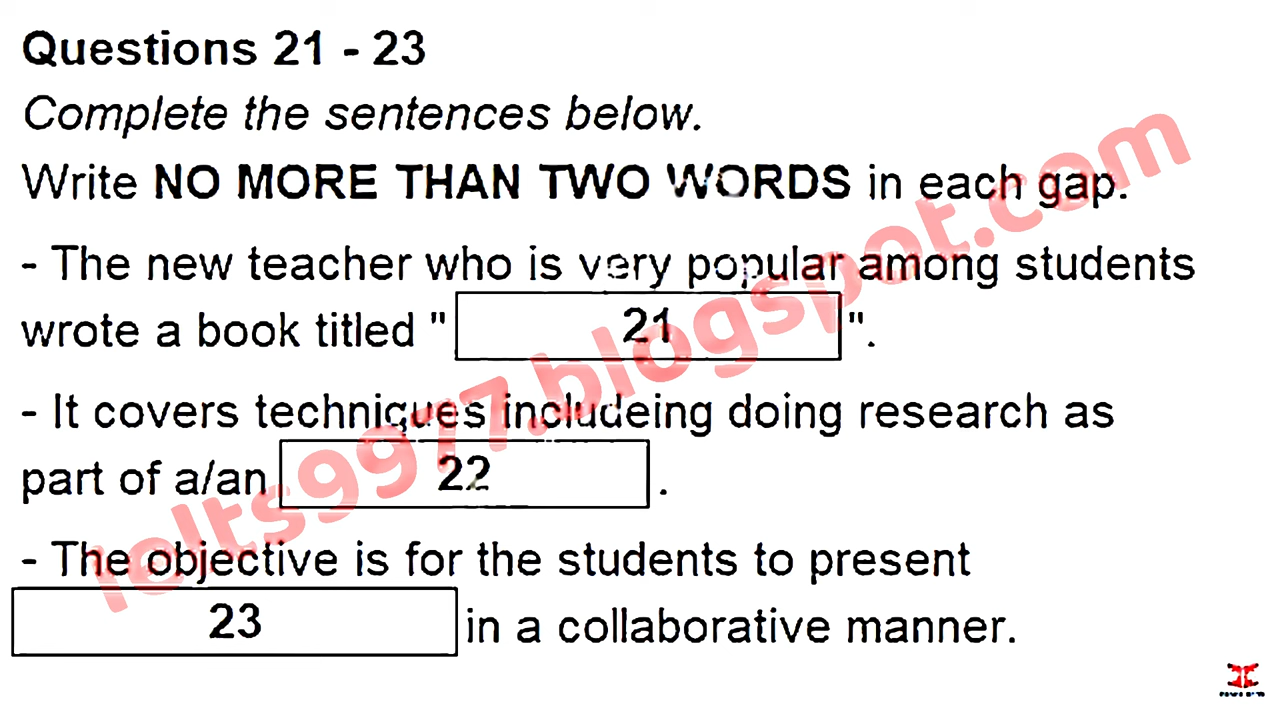 Questions 21 - 23
Complete the sentences below.
Write NO MORE THAN TWO WORDS in each gap.
- The new teacher who is very popular among students
wrote a book titled " 21 ".
- It covers techniques includeing doing research as
part of a/an 22 .
- The objective is for the students to present
23 in a collaborative manner.
Ielts9977.blogspot.com